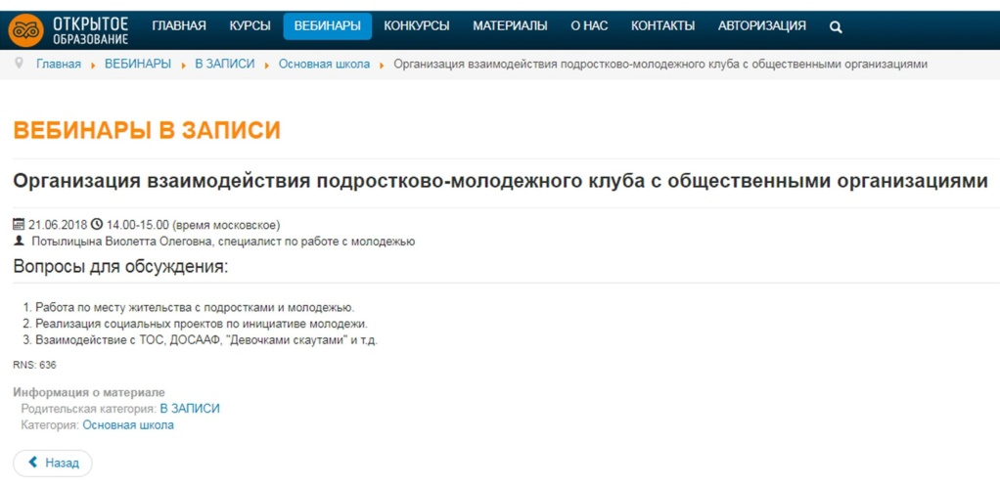 ОТКРЫТОЕ
ОБРАЗОВАНИЕ
ГЛАВНАЯ КУРСЫ ВЕБИНАРЫ КОНКУРСЫ МАТЕРИАЛЫ О НАС КОНТАКТЫ АВТОРИЗАЦИЯ
Главная ВЕБИНАРЫ В ЗАПИСИ Основная школа Организация взаимодействия подростково-молодежного клуба с общественными организациями
ВЕБИНАРЫ В ЗАПИСИ
Организация взаимодействия подростково-молодежного клуба с общественными организациями
21.06.2018 14.00-15.00 (время московское)
Потылицына Виолетта Олеговна, специалист по работе с молодежью
Вопросы для обсуждения:
1. Работа по месту жительства с подростками и молодежью.
2. Реализация социальных проектов по инициативе молодежи.
3. Взаимодействие с ТОС, ДОСААФ, "Девочками скаутами" и т.д.
RNS: 636
Информация о материале
Родительская категория: В ЗАПИСИ
Категория: Основная школа
Назад